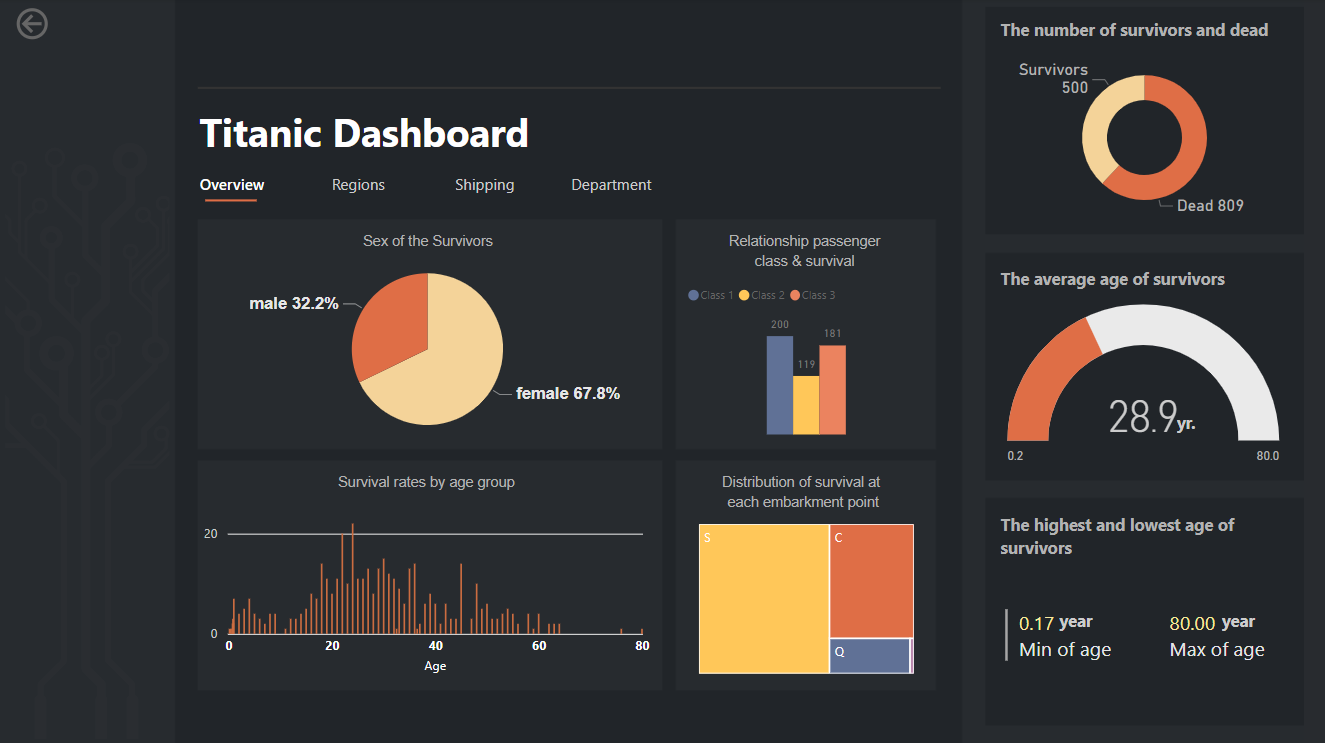 Titanic Dashboard
Overview
Regions
Shipping
Department
Sex of the Survivors
male 32.2%
female 67.8%
Relationship passenger
class & survival
Class 1
Class 2
Class 3
200
119
181
Survival rates by age group
20
0
0
20
40
60
80
Age
Distribution of survival at
each embarkment point
S
C
Q
The number of survivors and dead
Survivors
500
Dead 809
The average age of survivors
28.9yr.
0.2
80.0
The highest and lowest age of
survivors
0.17 year
Min of age
80.00 year
Max of age